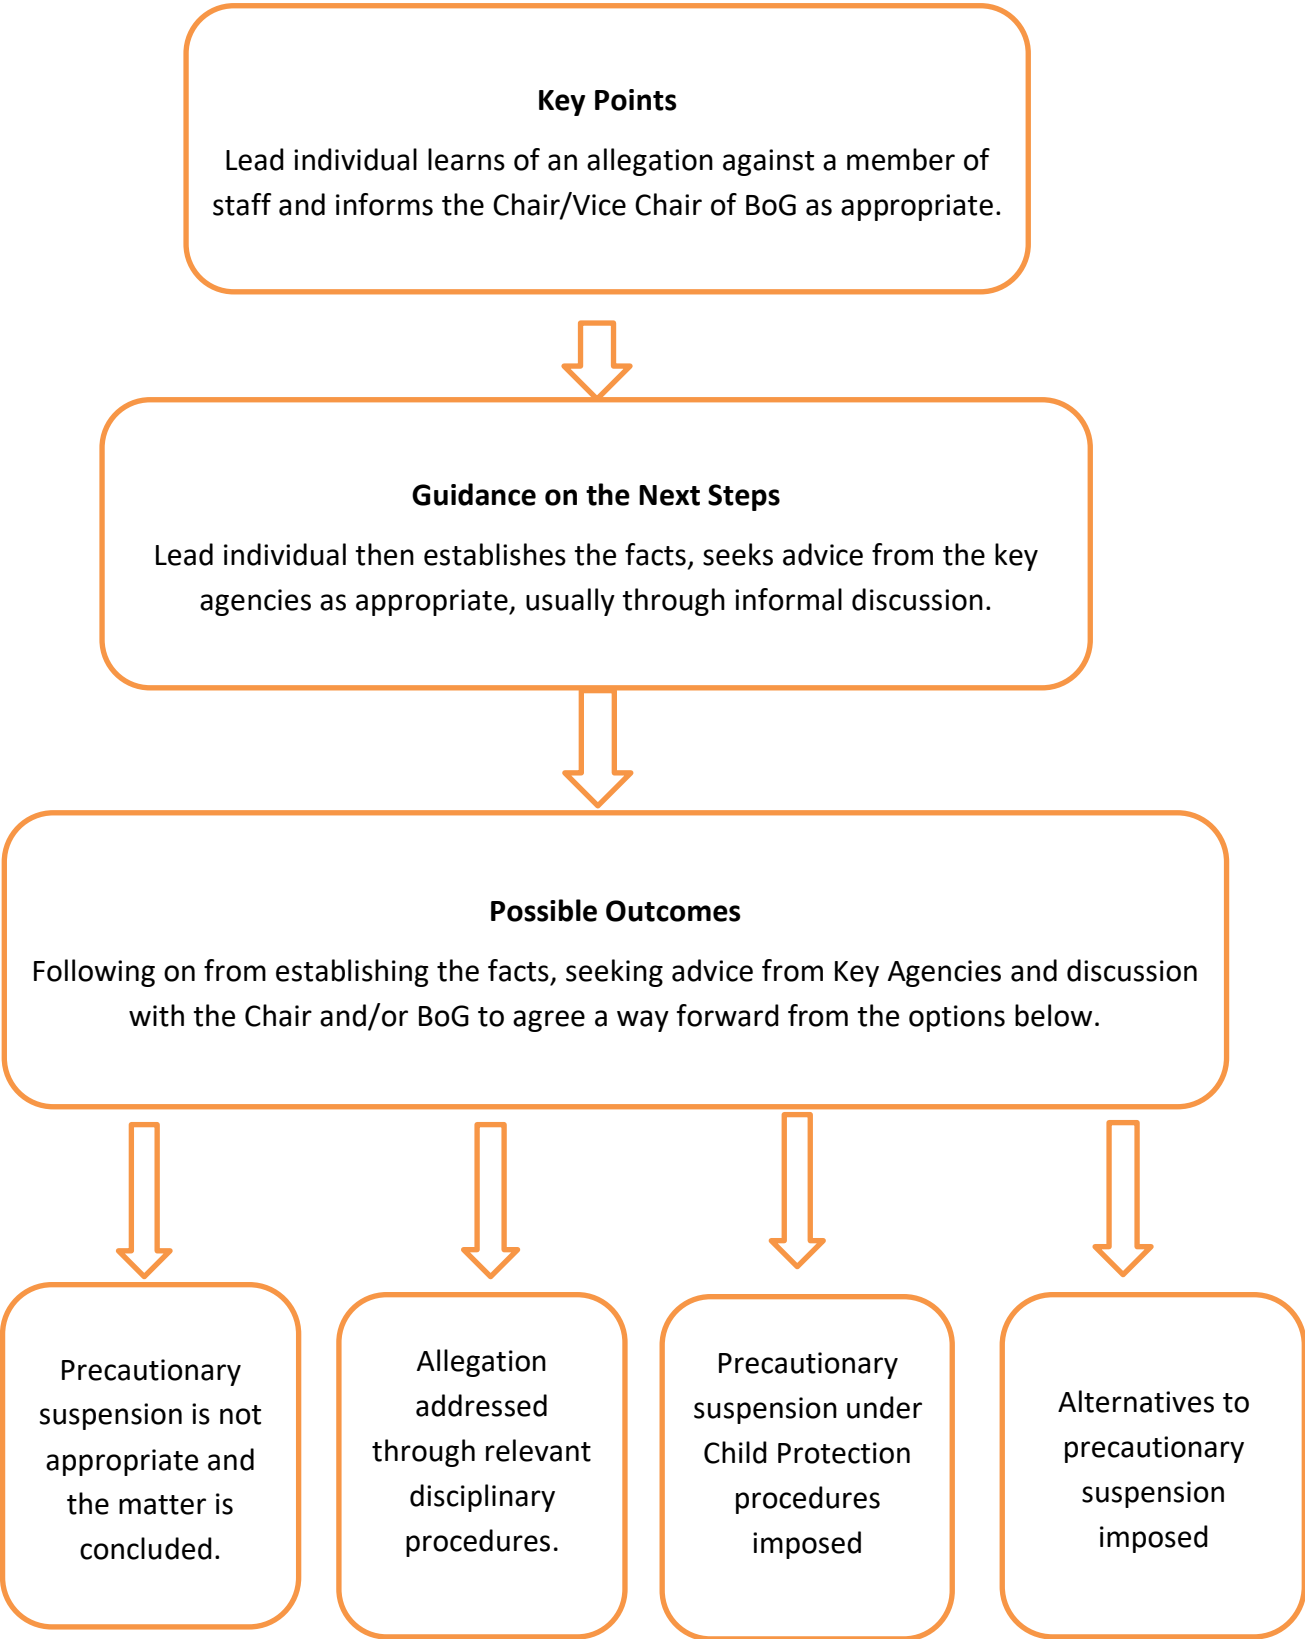 Key Points
Lead individual learns of an allegation against a member of
staff and informs the Chair/Vice Chair of BoG as appropriate.
Guidance on the Next Steps
Lead individual then establishes the facts, seeks advice from the key
agencies as appropriate, usually through informal discussion.
Possible Outcomes
Following on from establishing the facts, seeking advice from Key Agencies and discussion
with the Chair and/or BoG to agree a way forward from the options below.
Precautionary
suspension is not
appropriate and
the matter is
concluded.
Allegation
addressed
through relevant
disciplinary
procedures.
Precautionary
suspension under
Child Protection
procedures
imposed
Alternatives to
precautionary
suspension
imposed